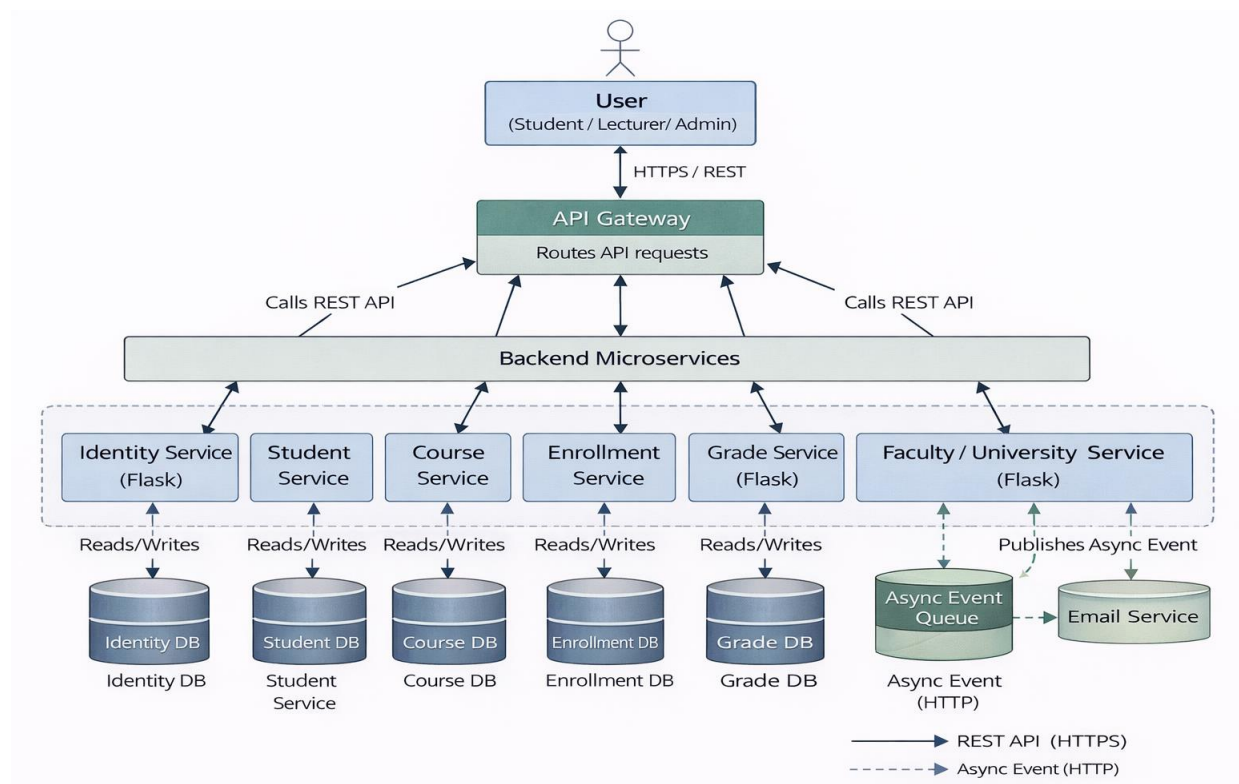 User
(Student / Lecturer/ Admin)
HTTPS / REST
API Gateway
Routes API requests
Calls REST API
Calls REST API
Backend Microservices
Identity Service
(Flask)
Student
Service
Course
Service
Enrollment
Service
Grade Service
(Flask)
Faculty / University Service
(Flask)
Reads/Writes
Reads/Writes
Reads/Writes
Reads/Writes
Reads/Writes
Publishes Async Event
Identity DB
Student DB
Course DB
Enrollment DB
Grade DB
Async Event
Queue
Email Service
Identity DB
Student
Service
Course DB
Enrollment DB
Grade DB
Async Event
(HTTP)
REST API (HTTPS)
Async Event (HTTP)